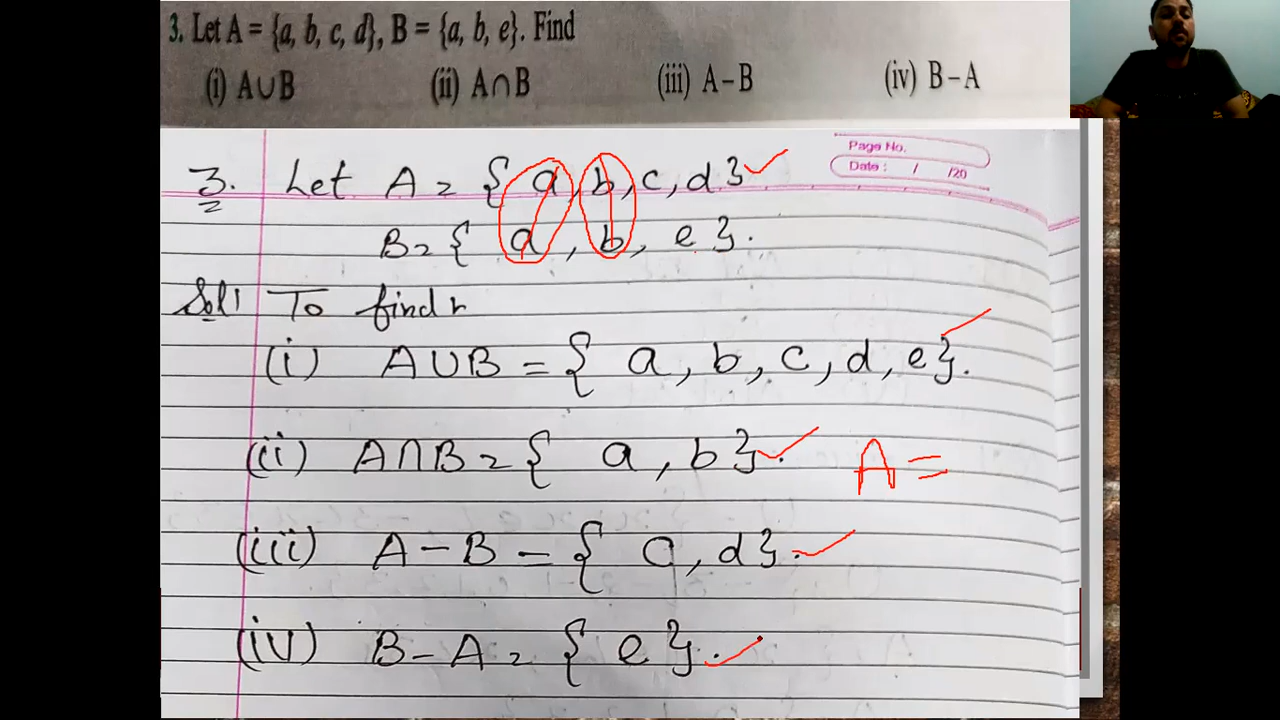 3. Let A = {a, b, c, d}, B = {a, b, e}. Find
(i) A∪B (ii) A∩B (iii) A – B (iv) B – A
Page No.
Date : / /20
3. Let A = { a, b, c, d}
B = { a, b, e }.
Sol: To find:
(i) A∪B = { a, b, c, d, e}.
(ii) A∩B = { a, b}. A =
(iii) A – B = { c, d}.
(iv) B – A = { e }.